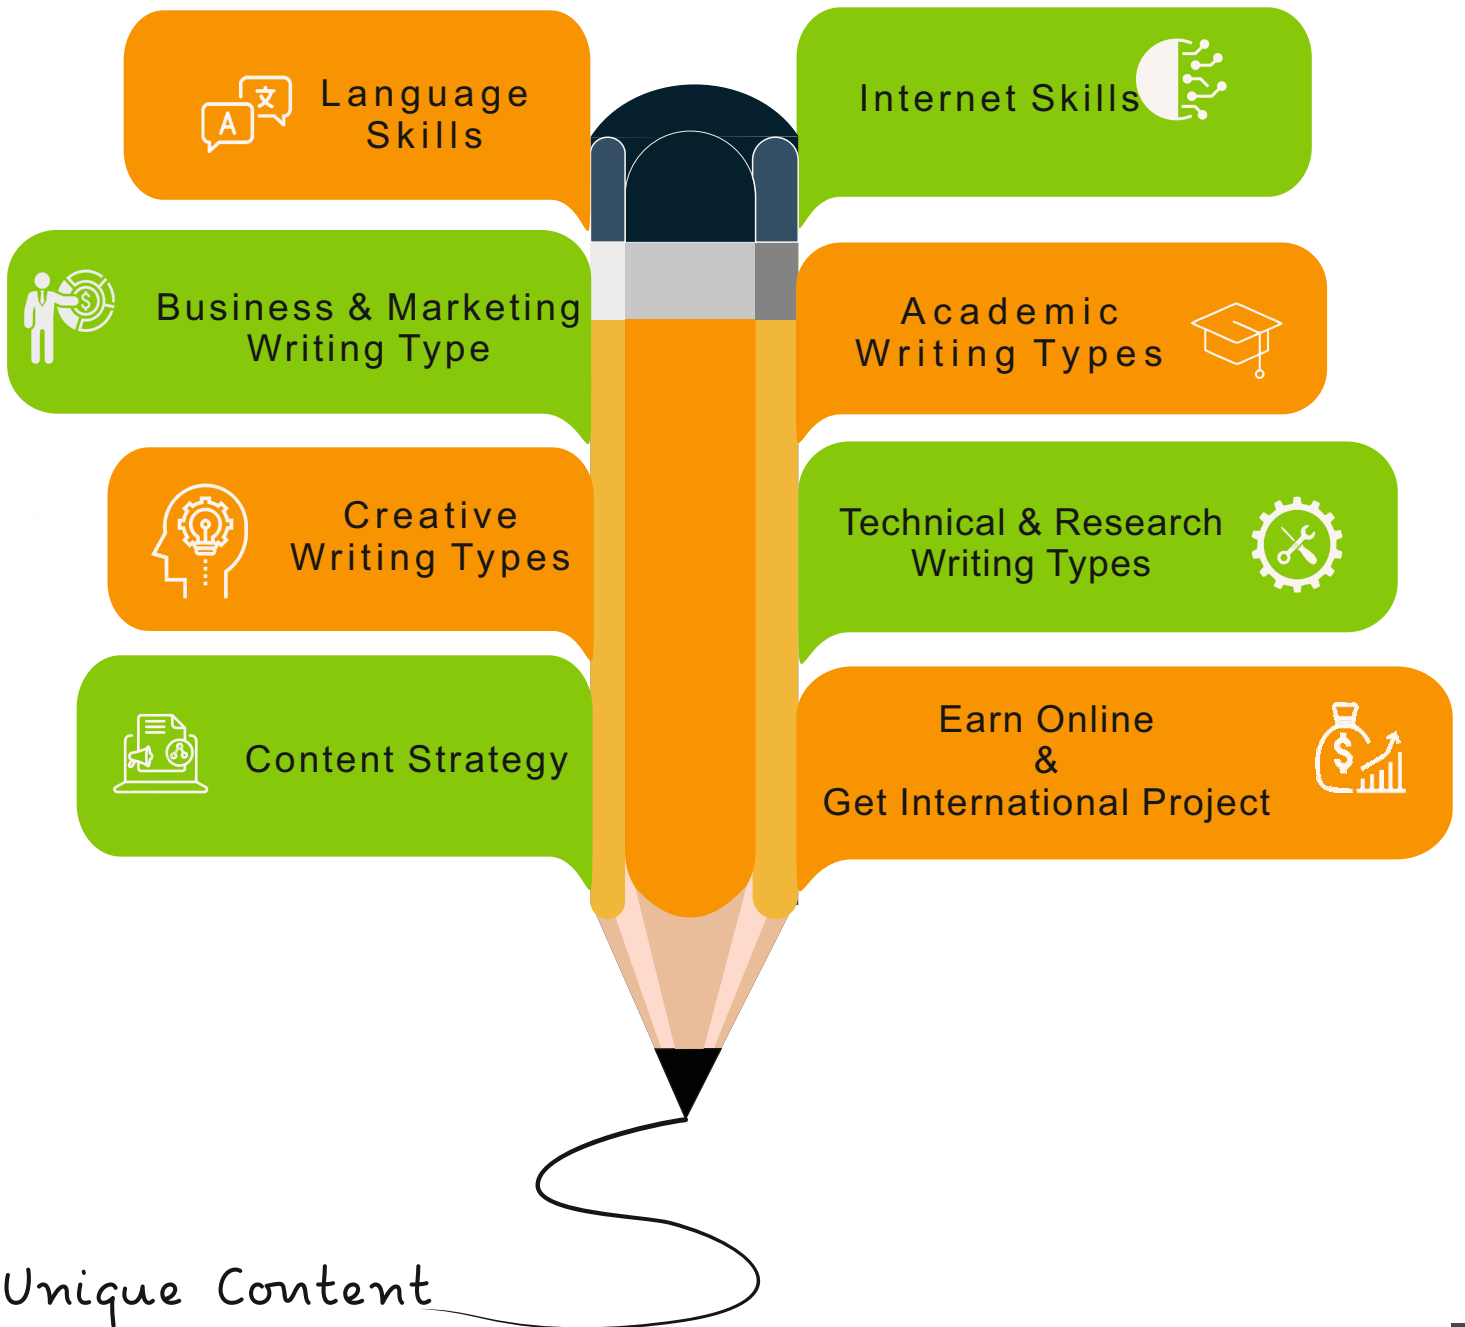 Language
Skills
Internet Skills
Business & Marketing
Writing Type
Academic
Writing Types
Creative
Writing Types
Technical & Research
Writing Types
Content Strategy
Earn Online
&
Get International Project
A
文
$
$
Unique Content